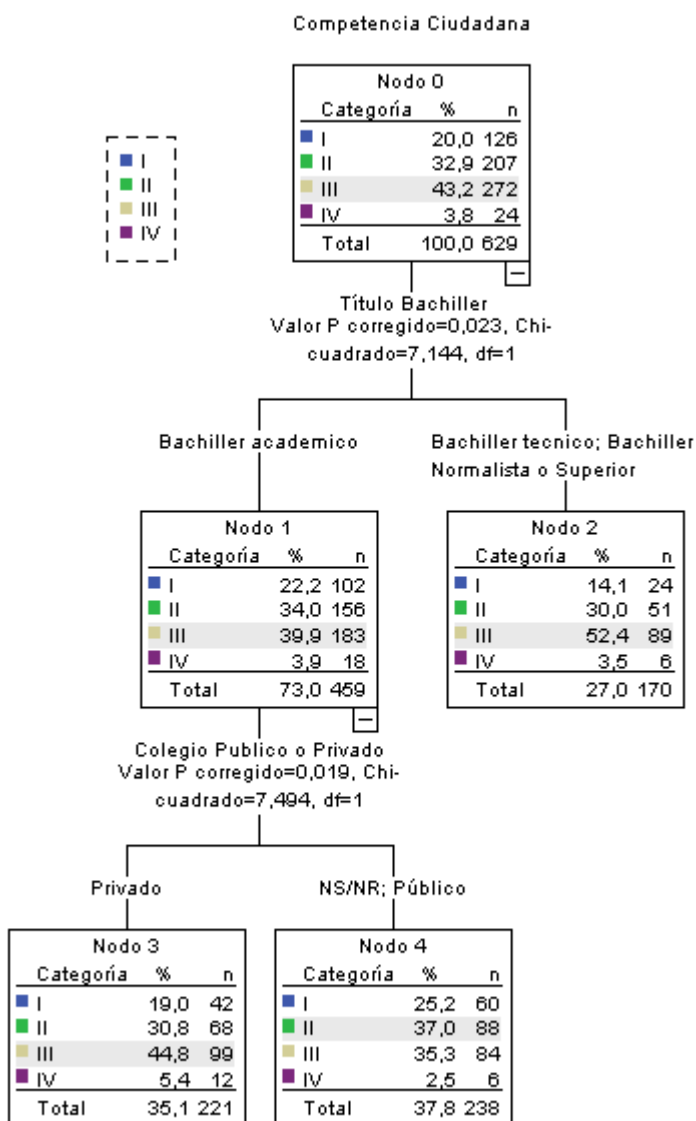 Competencia Ciudadana
Nodo 0
Categoría % n
I 20,0 126
II 32,9 207
III 43,2 272
IV 3,8 24
Total 100,0 629
I
II
III
IV
Título Bachiller
Valor P corregido=0,023, Chi-
cuadrado=7,144, df=1
Bachiller academico
Bachiller tecnico; Bachiller
Normalista o Superior
Nodo 1
Categoría % n
I 22,2 102
II 34,0 156
III 39,9 183
IV 3,9 18
Total 73,0 459
Nodo 2
Categoría % n
I 14,1 24
II 30,0 51
III 52,4 89
IV 3,5 6
Total 27,0 170
Colegio Publico o Privado
Valor P corregido=0,019, Chi-
cuadrado=7,494, df=1
Privado
NS/NR; Público
Nodo 3
Categoría % n
I 19,0 42
II 30,8 68
III 44,8 99
IV 5,4 12
Total 35,1 221
Nodo 4
Categoría % n
I 25,2 60
II 37,0 88
III 35,3 84
IV 2,5 6
Total 37,8 238